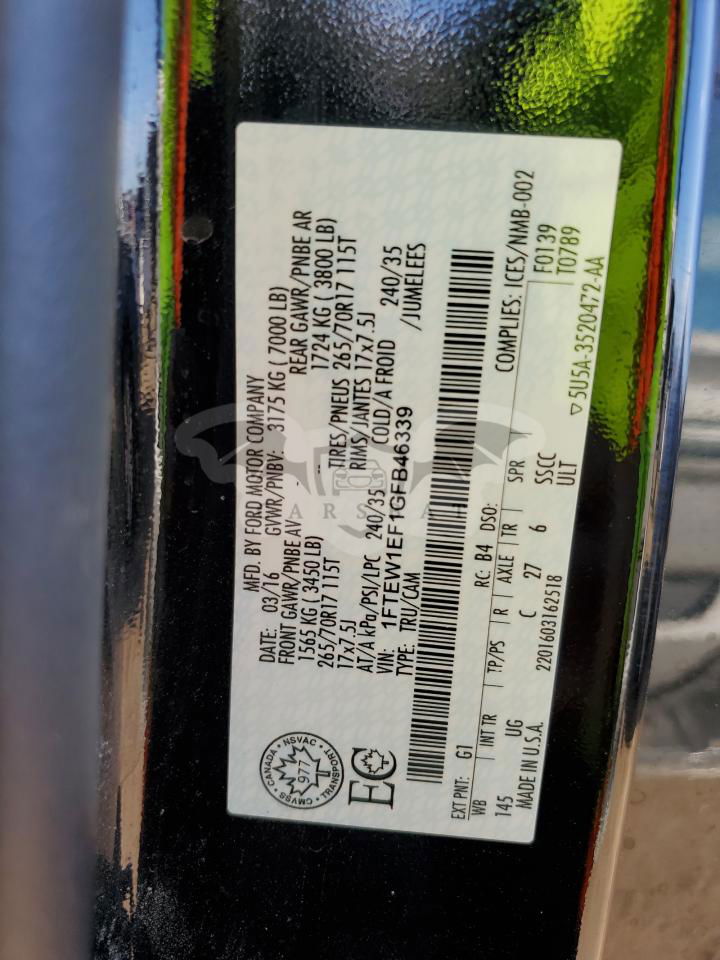 MFD. BY FORD MOTOR COMPANY
DATE: 03/16 GVWR/PNBV: 3175 KG ( 7000 LB)
FRONT GAWR/PNBE AV REAR GAWR/PNBE AR
1565 KG ( 3450 LB) 1724 KG ( 3800 LB)
265/70R17 115T TIRES/PNEUS 265/70R17 115T
17x7.5J RIMS/JANTES 17x7.5J
AT/A kPa/PSI/LPC 240/35 COLD/A FROID 240/35
VIN: 1FTEW1EF1GFB46339 /JUMELEES
TYPE: TRU/CAM
CANADA • NSVAC • TRANSPORT • CMVSS •
977
EC
EXT PNT: G1 RC: B4 DSO: COMPLIES: ICES/NMB-002
WB INT TR TP/PS R AXLE TR SPR F0139
145 UG C 27 6 SSCC T0789
ULT
MADE IN U.S.A. 2201603162518 ▽5U5A-3520472-AA